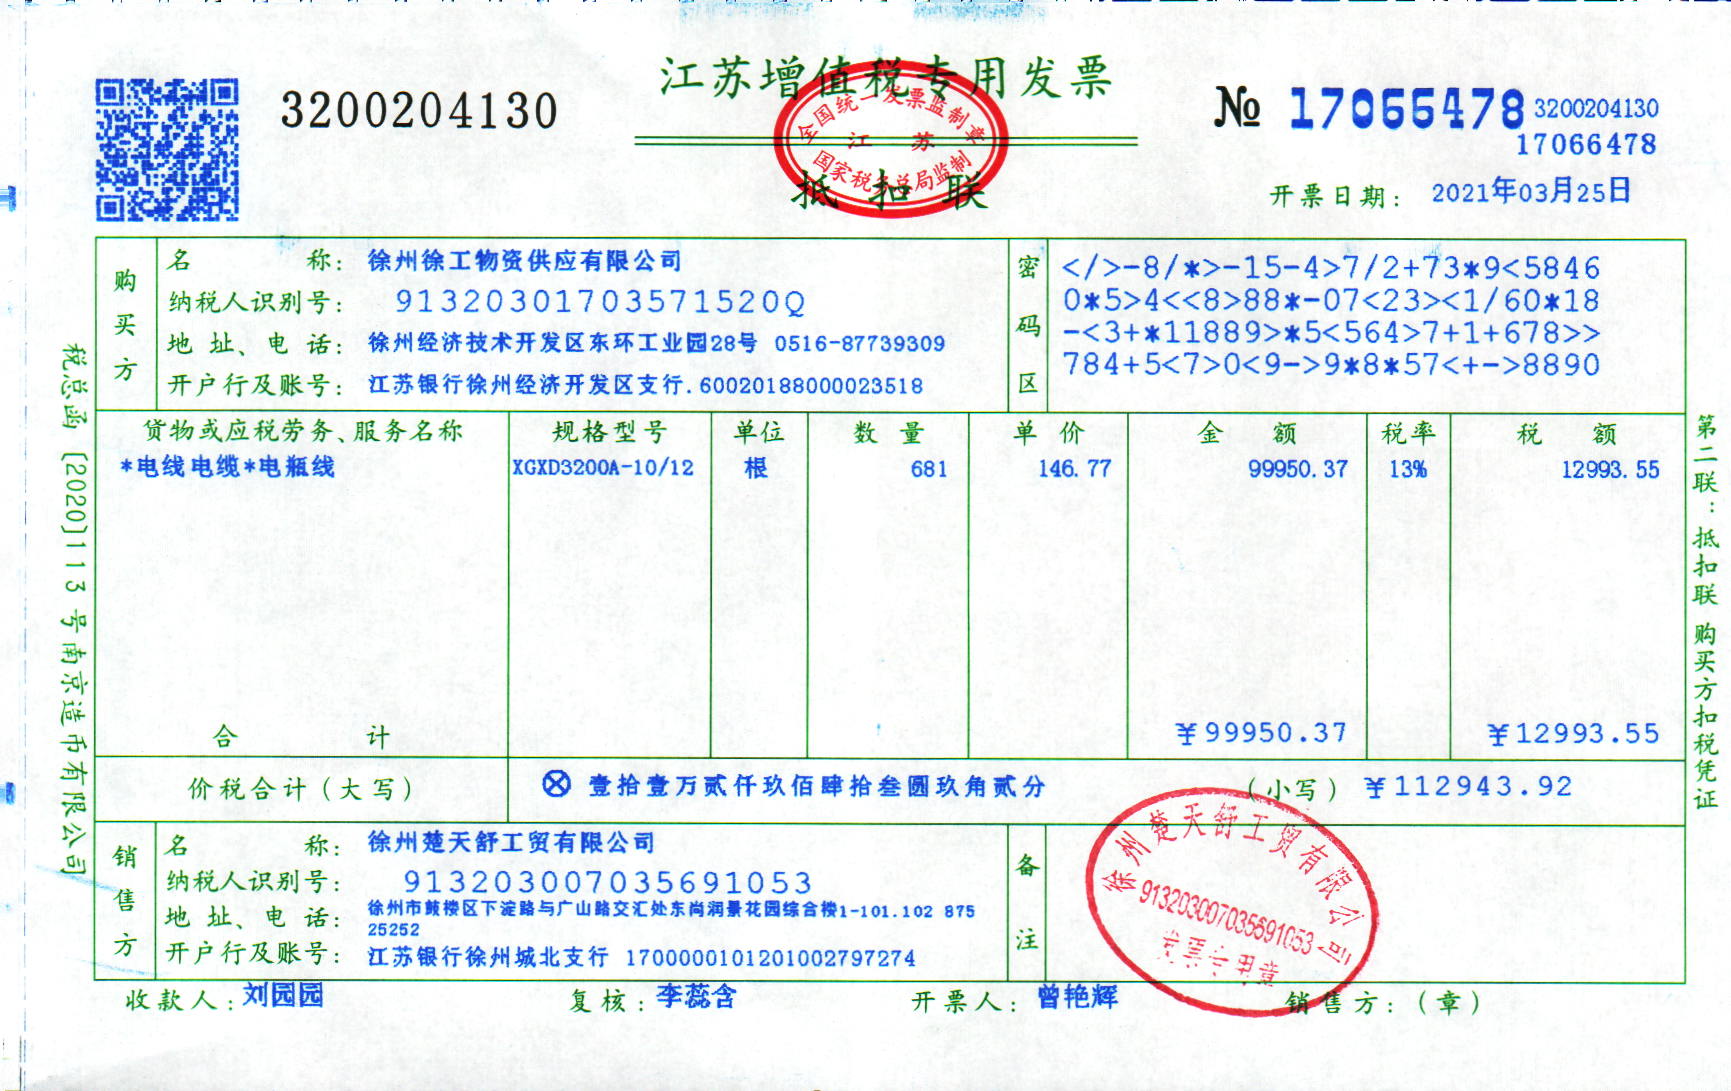 江苏增值税专用发票
3200204130
№ 17066478 3200204130
17066478
全国统一发票监制章
江 苏
国家税务总局监制
抵扣联
开票日期: 2021年03月25日
购买方
名 称: 徐州徐工物资供应有限公司
纳税人识别号: 91320301703571520Q
地 址、电 话: 徐州经济技术开发区东环工业园28号 0516-87739309
开户行及账号: 江苏银行徐州经济开发区支行.60020188000023518
密码区
</>-8/*>-15-4>7/2+73*9<5846
0*5>4<<8>88*-07<23><1/60*18
-<3+*11889>*5<564>7+1+678>>
784+5<7>0<9->9*8*57<+->8890
货物或应税劳务、服务名称 规格型号 单位 数 量 单 价 金 额 税率 税 额
*电线电缆*电瓶线 XGXD3200A-10/12 根 681 146.77 99950.37 13% 12993.55
合 计 ￥99950.37 ￥12993.55
价税合计(大写) ⊗ 壹拾壹万贰仟玖佰肆拾叁圆玖角贰分 (小写) ￥112943.92
销售方
名 称: 徐州楚天舒工贸有限公司
纳税人识别号: 913203007035691053
地 址、电 话: 徐州市鼓楼区下淀路与广山路交汇处东尚润景花园综合楼1-101.102 875
25252
开户行及账号: 江苏银行徐州城北支行 1700000101201002797274
备注
徐州楚天舒工贸有限公司
913203007035691053
发票专用章
收款人: 刘园园 复核: 李蕊含 开票人: 曾艳辉 销售方:(章)
税总函〔2020〕113号南京造币有限公司
第二联:抵扣联 购买方扣税凭证